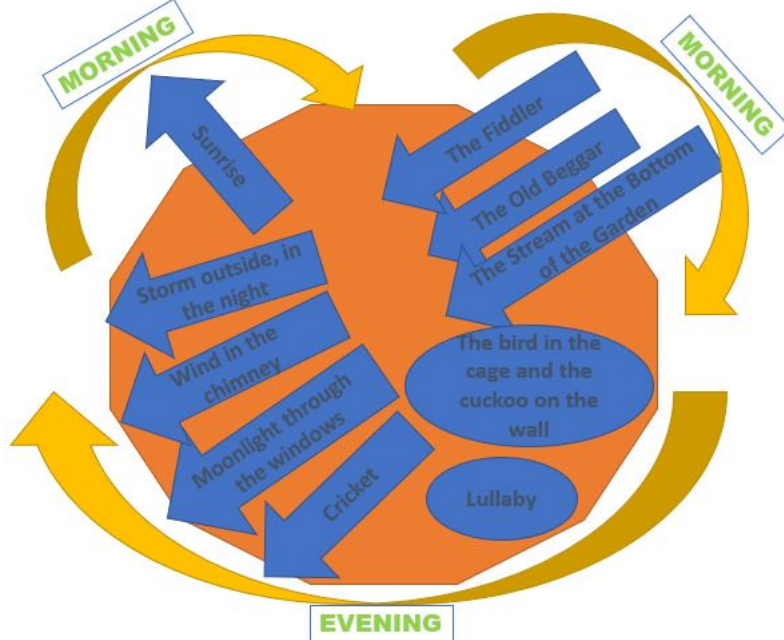 MORNING
MORNING
Sunrise
The Fiddler
The Old Beggar
The Stream at the Bottom
of the Garden
Storm outside, in
the night
Wind in the
chimney
Moonlight through
the windows
Cricket
The bird in the
cage and the
cuckoo on the
wall
Lullaby
EVENING